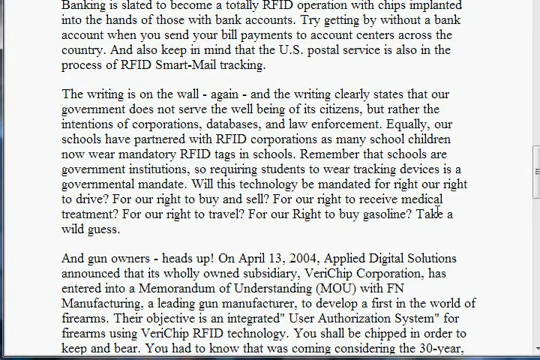 Banking is slated to become a totally RFID operation with chips implanted
into the hands of those with bank accounts. Try getting by without a bank
account when you send your bill payments to account centers across the
country. And also keep in mind that the U.S. postal service is also in the
process of RFID Smart-Mail tracking.
The writing is on the wall - again - and the writing clearly states that our
government does not serve the well being of its citizens, but rather the
intentions of corporations, databases, and law enforcement. Equally, our
schools have partnered with RFID corporations as many school children
now wear mandatory RFID tags in schools. Remember that schools are
government institutions, so requiring students to wear tracking devices is a
governmental mandate. Will this technology be mandated for right our right
to drive? For our right to buy and sell? For our right to receive medical
treatment? For our right to travel? For our Right to buy gasoline? Take a
wild guess.
And gun owners - heads up! On April 13, 2004, Applied Digital Solutions
announced that its wholly owned subsidiary, VeriChip Corporation, has
entered into a Memorandum of Understanding (MOU) with FN
Manufacturing, a leading gun manufacturer, to develop a first in the world of
firearms. Their objective is an integrated" User Authorization System" for
firearms using VeriChip RFID technology. You shall be chipped in order to
keep and bear. You had to know that was coming considering the 30-year,